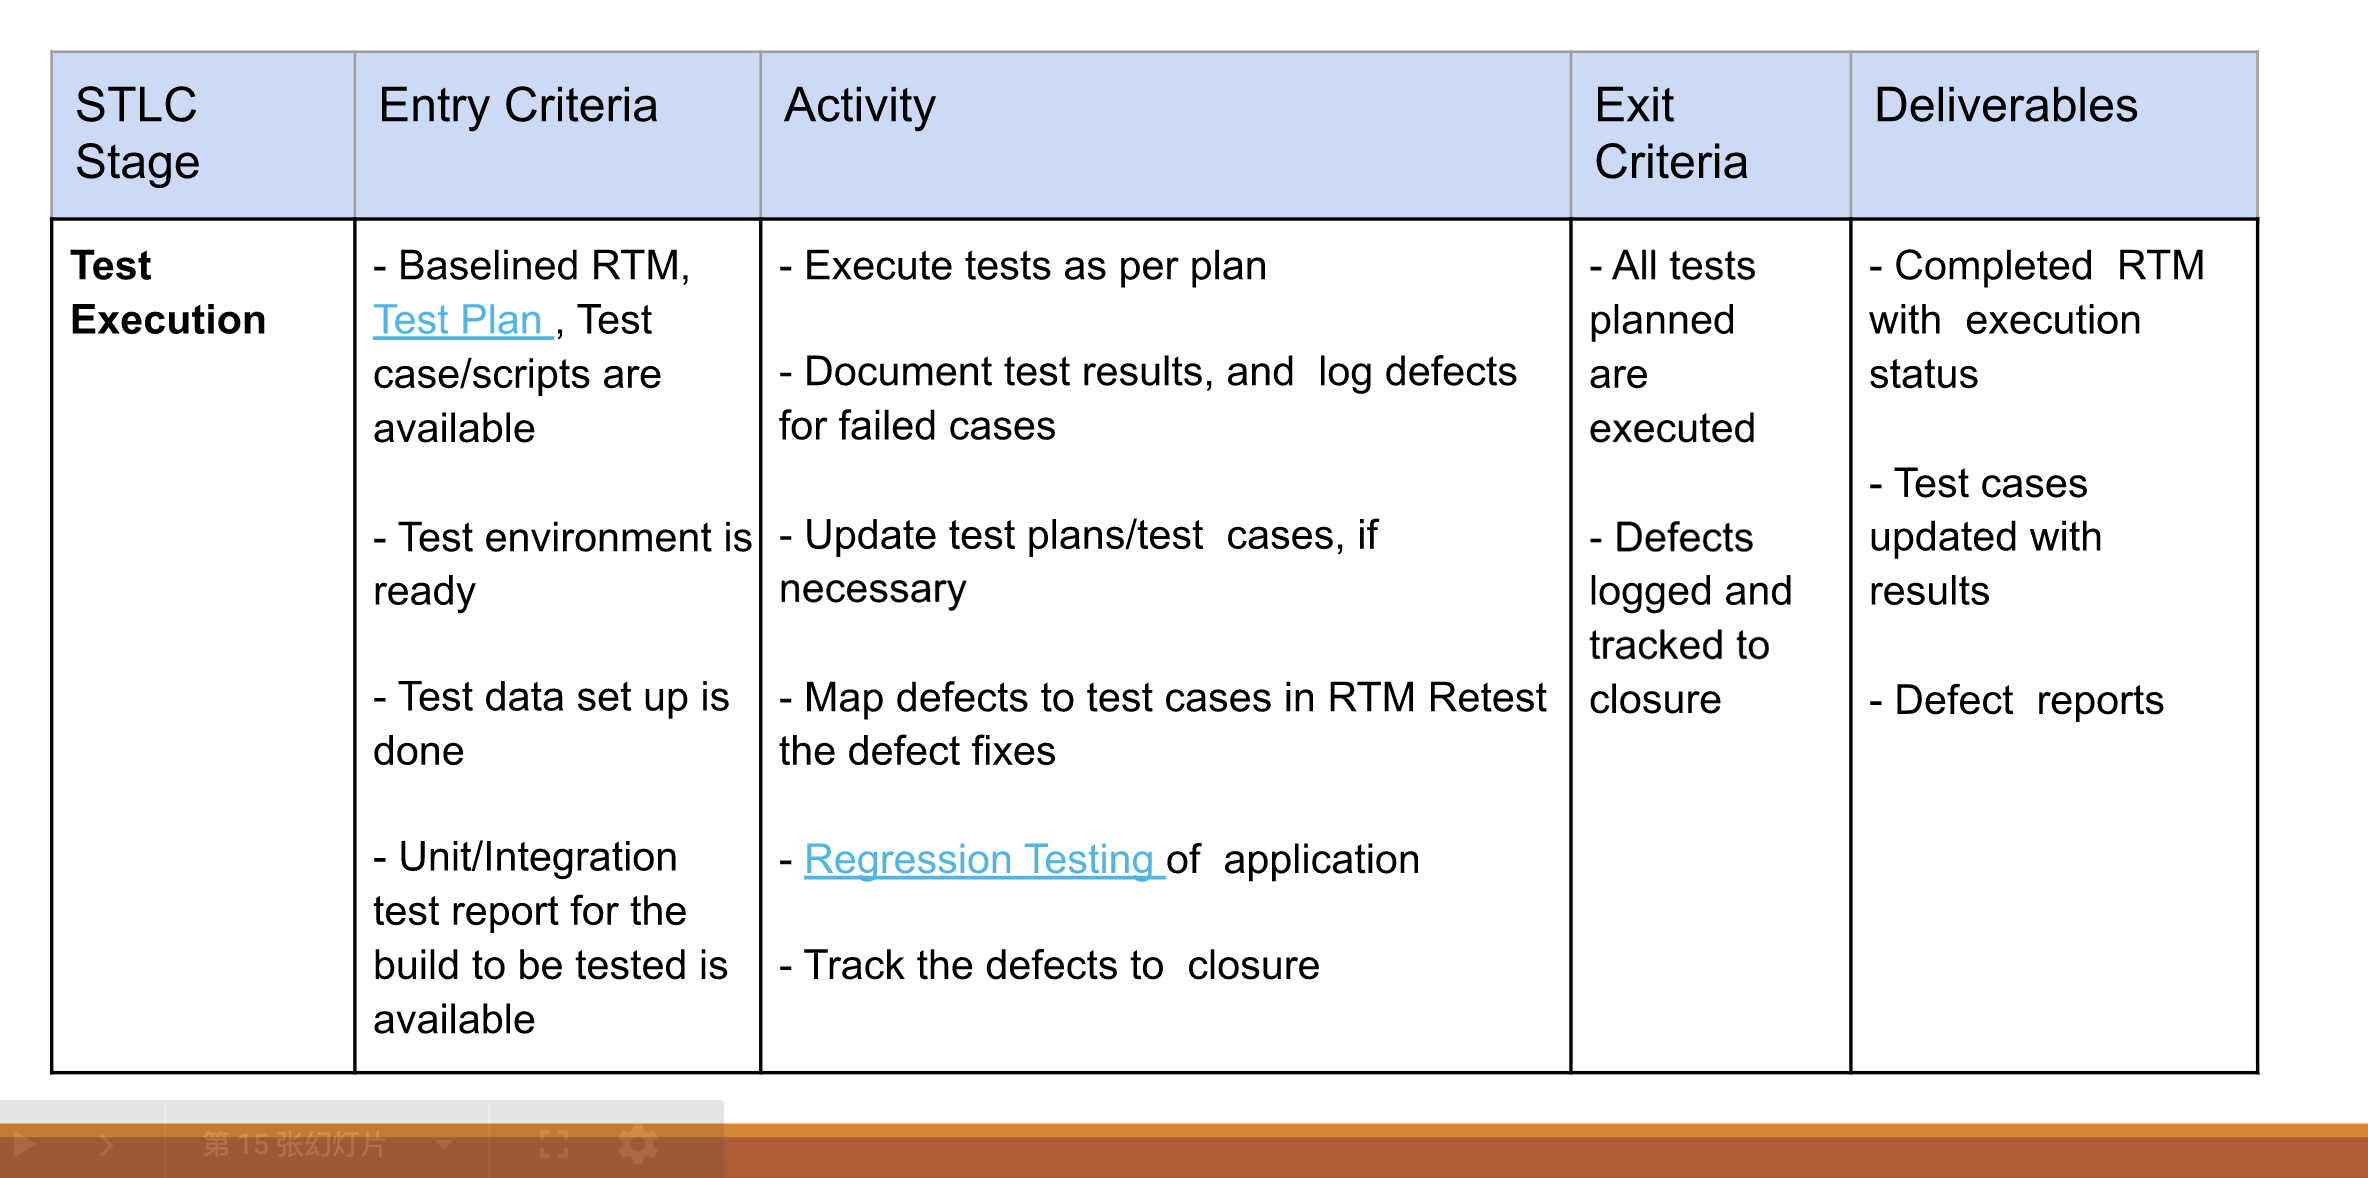 STLC
Stage
Entry Criteria
Activity
Exit
Criteria
Deliverables
Test
Execution
- Baselined RTM,
Test Plan , Test
case/scripts are
available
- Test environment is
ready
- Test data set up is
done
- Unit/Integration
test report for the
build to be tested is
available
- Execute tests as per plan
- Document test results, and  log defects
for failed cases
- Update test plans/test  cases, if
necessary
- Map defects to test cases in RTM Retest
the defect fixes
- Regression Testing of  application
- Track the defects to  closure
- All tests
planned
are
executed
- Defects
logged and
tracked to
closure
- Completed  RTM
with  execution
status
- Test cases
updated with
results
- Defect  reports
第 15 张幻灯片